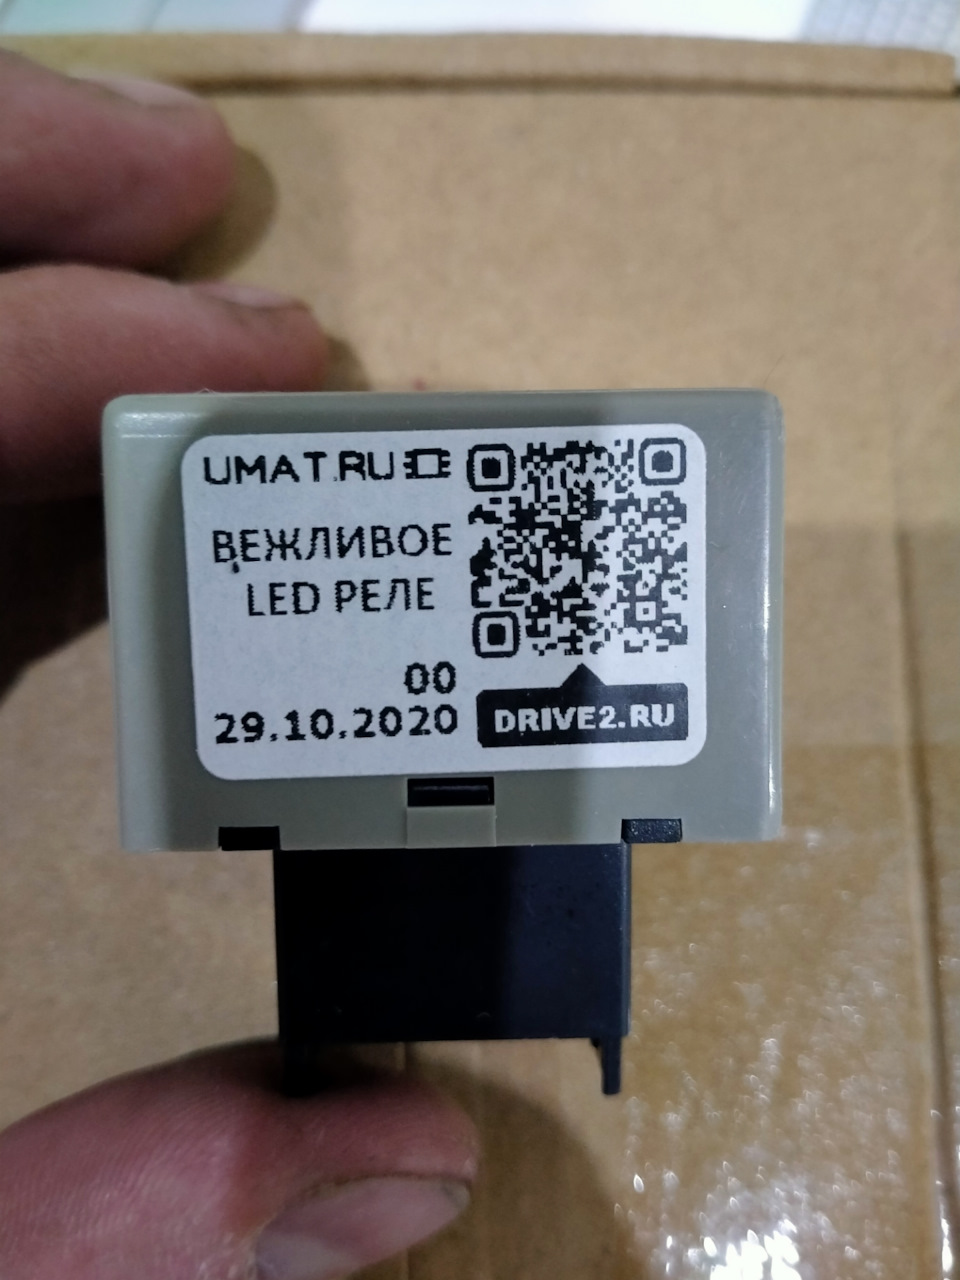 UMAT.RU
ВЕЖЛИВОЕ
LED РЕЛЕ
00
29.10.2020
DRIVE2.RU